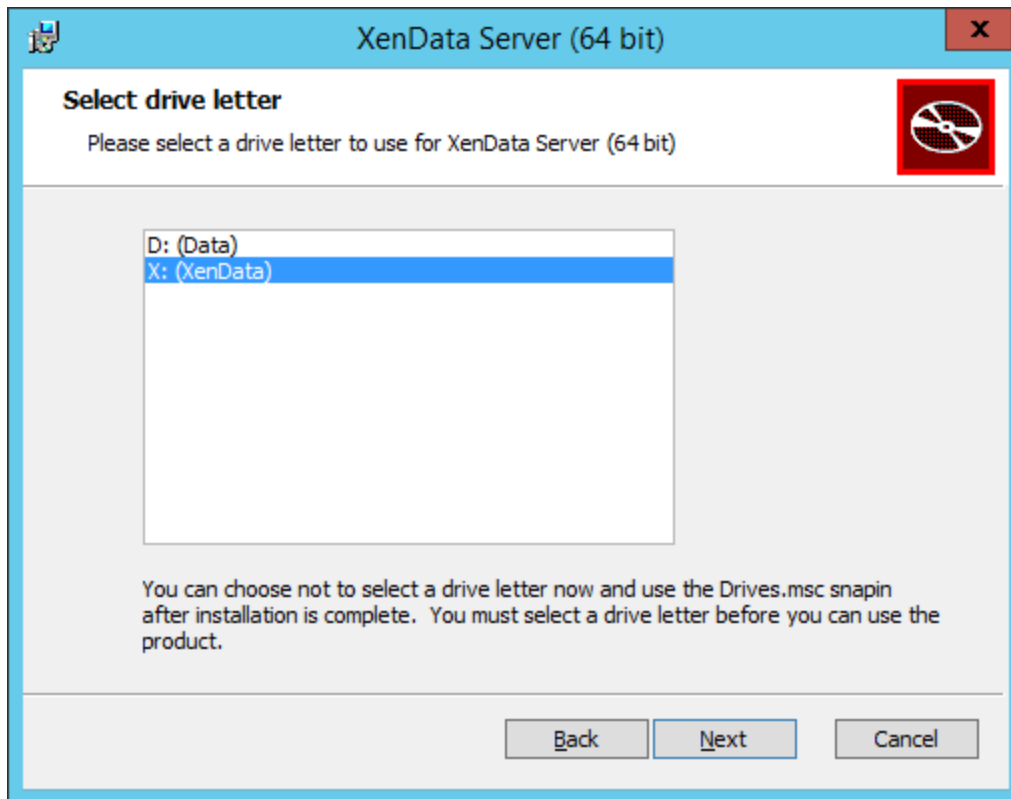 XenData Server (64 bit)
x
Select drive letter
Please select a drive letter to use for XenData Server (64 bit)
D: (Data)
X: (XenData)
You can choose not to select a drive letter now and use the Drives.msc snapin
after installation is complete.  You must select a drive letter before you can use the
product.
Back
Next
Cancel